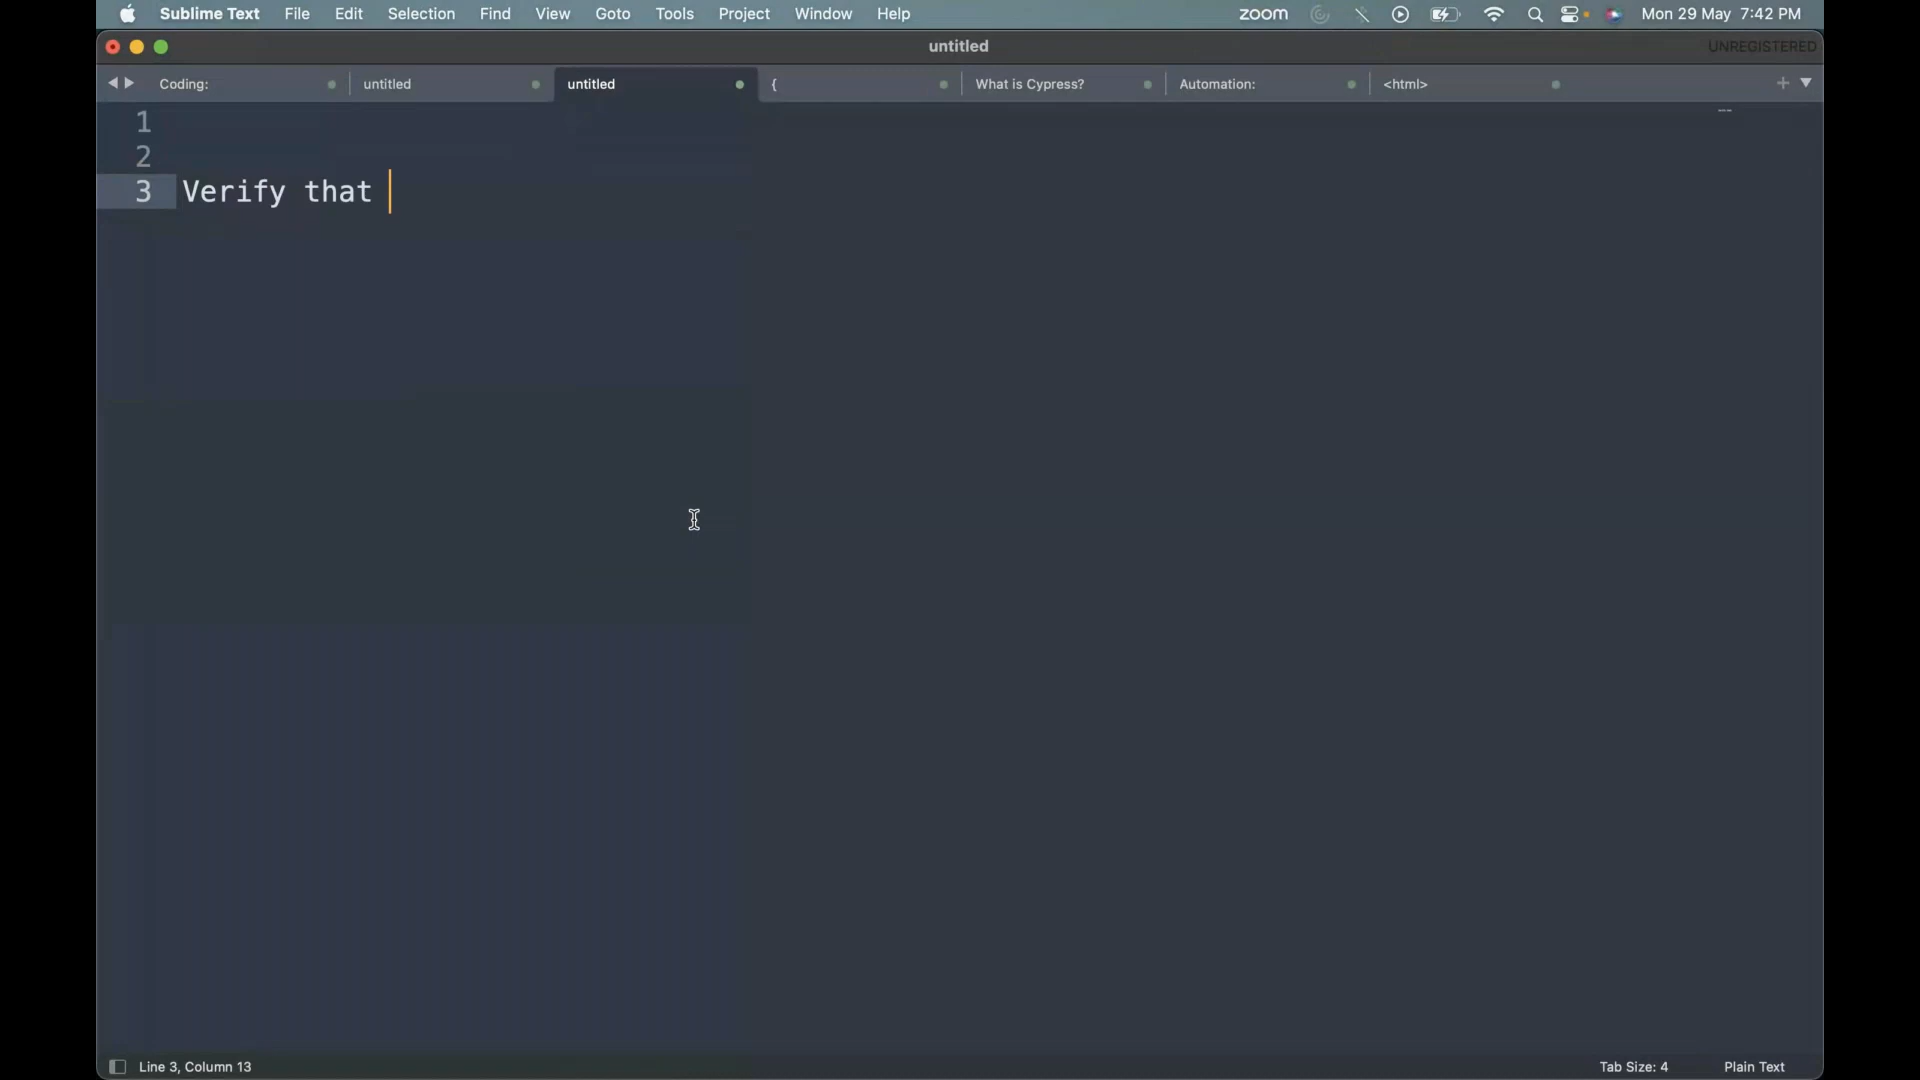 Sublime Text File Edit Selection Find View Goto Tools Project Window Help zoom Mon 29 May 7:42 PM
untitled UNREGISTERED
Coding: untitled untitled { What is Cypress? Automation: <html>
1
2
3 Verify that
Line 3, Column 13 Tab Size: 4 Plain Text